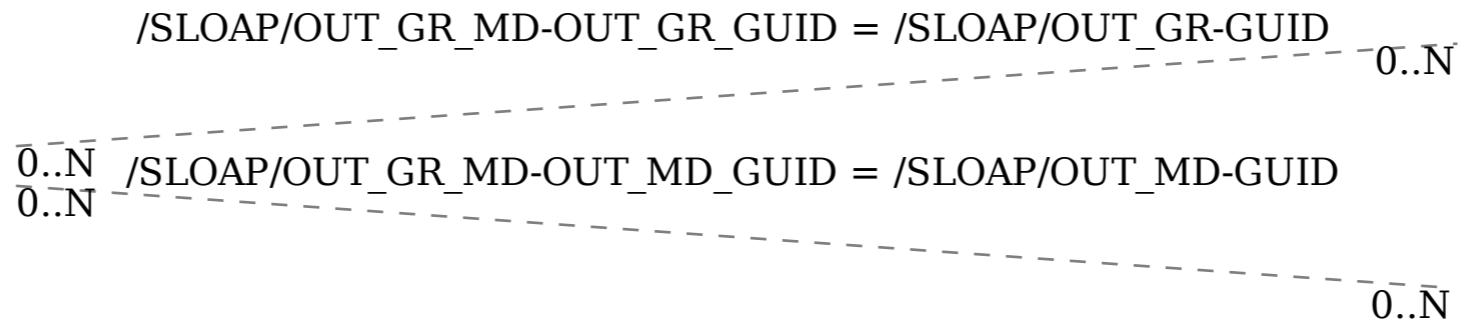 /SLOAP/OUT_GR_MD-OUT_GR_GUID = /SLOAP/OUT_GR-GUID
0..N
0..N
/SLOAP/OUT_GR_MD-OUT_MD_GUID = /SLOAP/OUT_MD-GUID
0..N
0..N